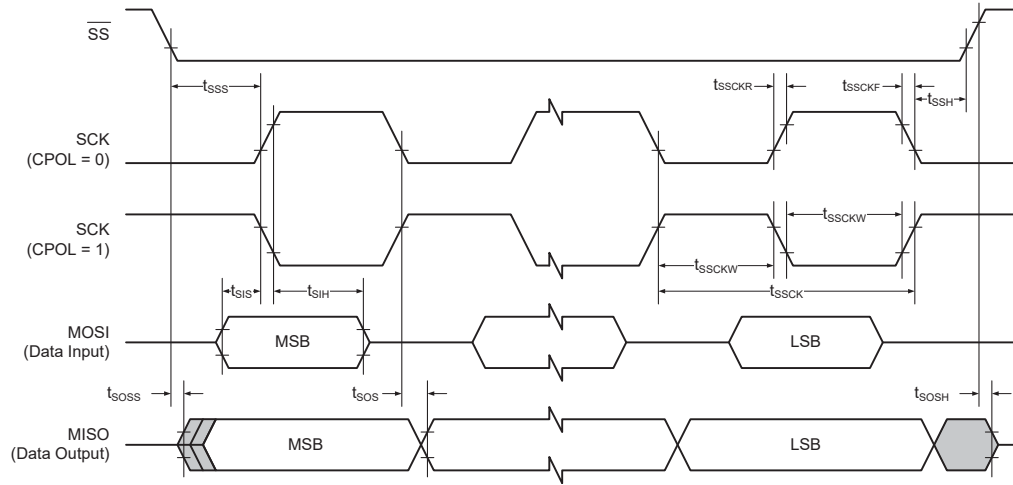 SS
tSSS
tSSCKR
tSSCKF
tSSH
SCK
(CPOL = 0)
SCK
(CPOL = 1)
tSSCKW
tSSCKW
tSSCK
tSIS
tSIH
MOSI
(Data Input)
MSB
LSB
tSOSS
tSOS
tSOSH
MISO
(Data Output)
MSB
LSB